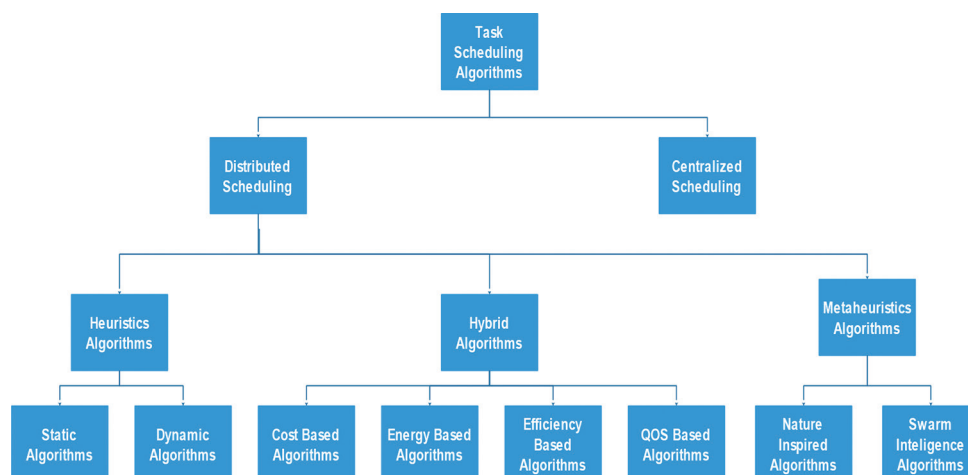 Task
Scheduling
Algorithms
Distributed
Scheduling
Centralized
Scheduling
Heuristics
Algorithms
Hybrid
Algorithms
Metaheuristics
Algorithms
Static
Algorithms
Dynamic
Algorithms
Cost Based
Algorithms
Energy Based
Algorithms
Efficiency
Based
Algorithms
QOS Based
Algorithms
Nature
Inspired
Algorithms
Swarm
Inteligence
Algorithms